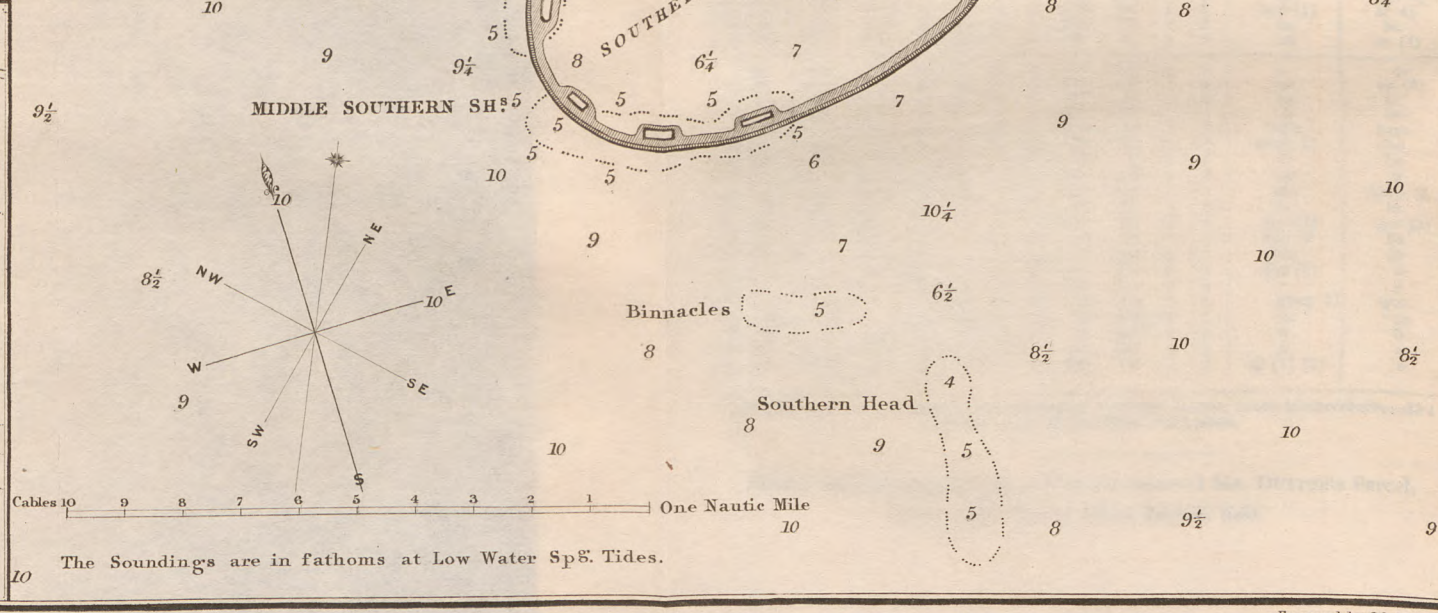 10 8 8
5 SOUTHER
9 9¼ 8 6¼ 7
9½ MIDDLE SOUTHERN SHS. 5 5 5 7
5 5 9
5 6 9
10 5 10
10 10¼
NE 9 7 10
NW 8½ 10 E 6½
Binnacles 5
8 8½ 10 8½
W SE 4
9 Southern Head
SW 8 9 5 10
10
S
Cables 10 9 8 7 6 5 4 3 2 1 One Nautic Mile
10 5 8 9½ 9
The Soundings are in fathoms at Low Water Spg. Tides.
10